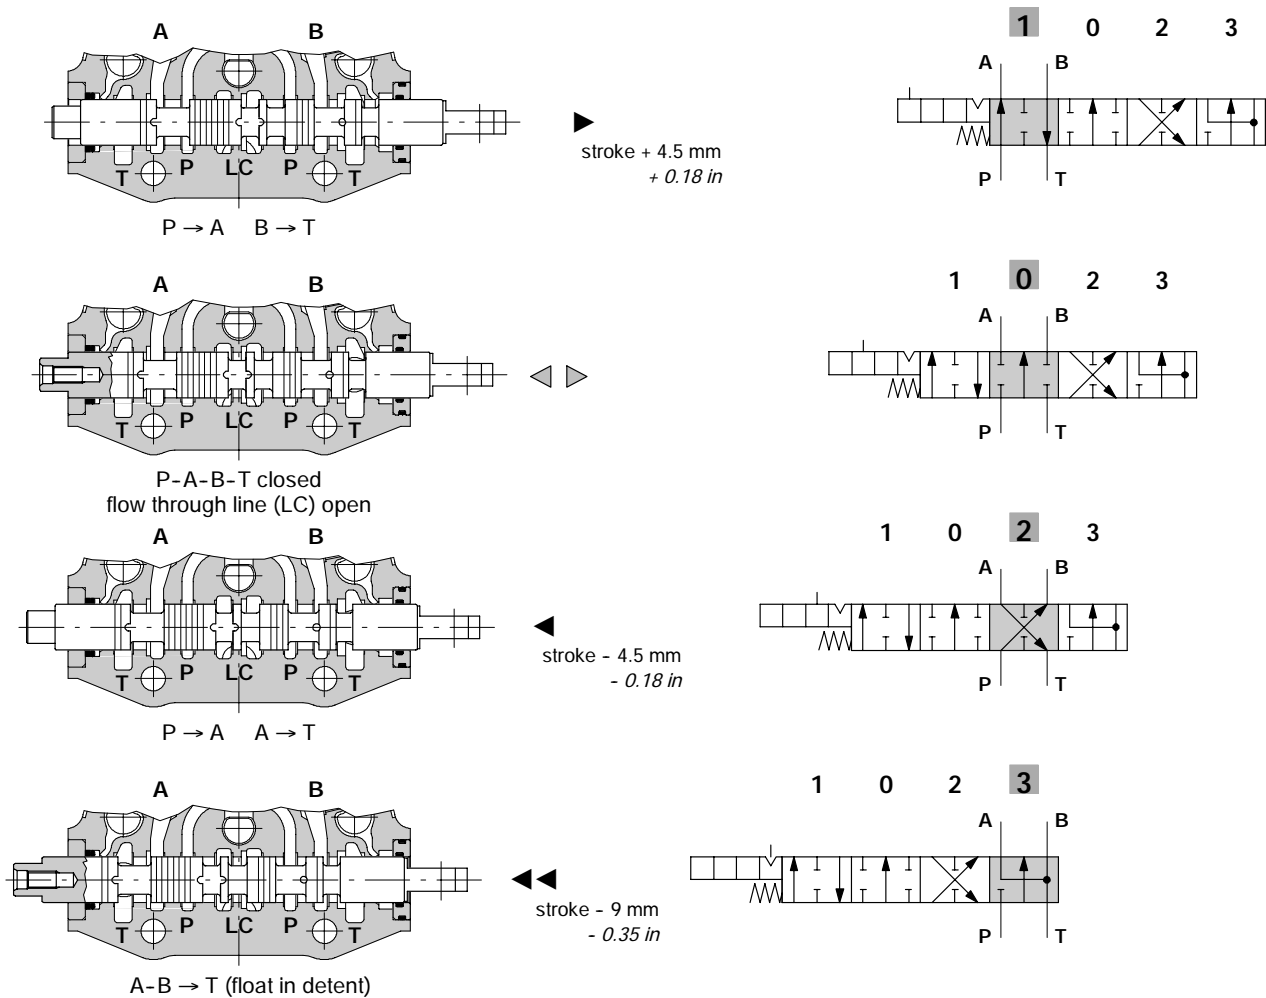 A B
T P LC P T
P → A B → T
stroke + 4.5 mm
+ 0.18 in
1 0 2 3
A B
P T
A B
T P LC P T
P-A-B-T closed
flow through line (LC) open
1 0 2 3
A B
P T
A B
T P LC P T
P → A A → T
stroke - 4.5 mm
- 0.18 in
1 0 2 3
A B
P T
A B
T P LC P T
A-B → T (float in detent)
stroke - 9 mm
- 0.35 in
1 0 2 3
A B
P T